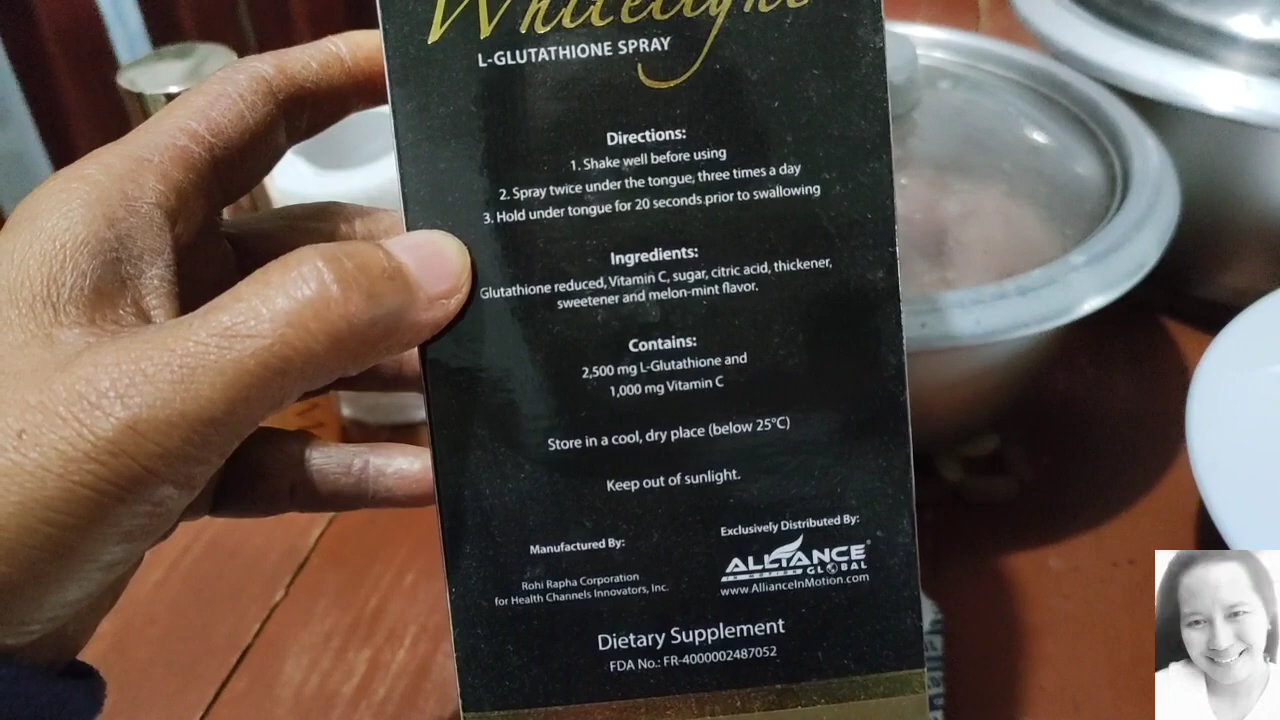 Whitelight
L-GLUTATHIONE SPRAY
Directions:
1. Shake well before using
2. Spray twice under the tongue, three times a day
3. Hold under tongue for 20 seconds prior to swallowing
Ingredients:
Glutathione reduced, Vitamin C, sugar, citric acid, thickener,
sweetener and melon-mint flavor.
Contains:
2,500 mg L-Glutathione and
1,000 mg Vitamin C
Store in a cool, dry place (below 25°C)
Keep out of sunlight.
Manufactured By:
Rohi Rapha Corporation
for Health Channels Innovators, Inc.
Exclusively Distributed By:
ALLIANCE®
IN MOTION GLOBAL
www.AllianceInMotion.com
Dietary Supplement
FDA No.: FR-4000002487052